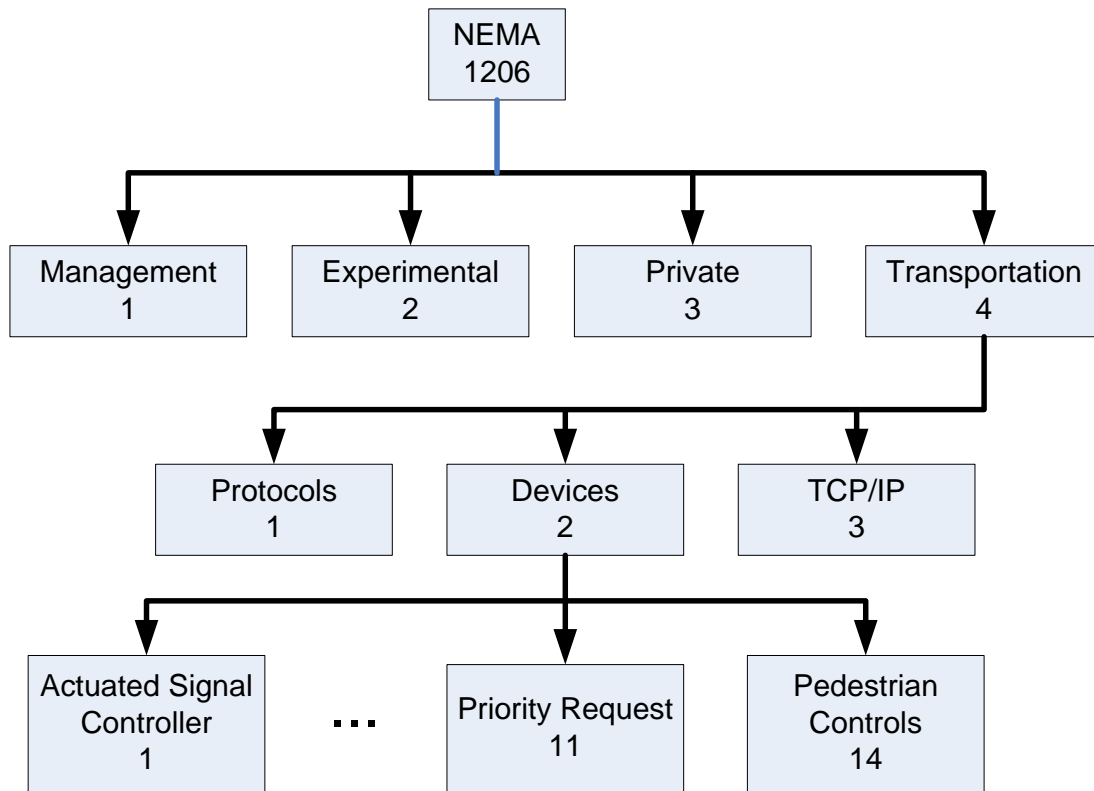 NEMA
1206
Management
1
Experimental
2
Private
3
Transportation
4
Protocols
1
Devices
2
TCP/IP
3
Actuated Signal
Controller
1
...
Priority Request
11
Pedestrian
Controls
14